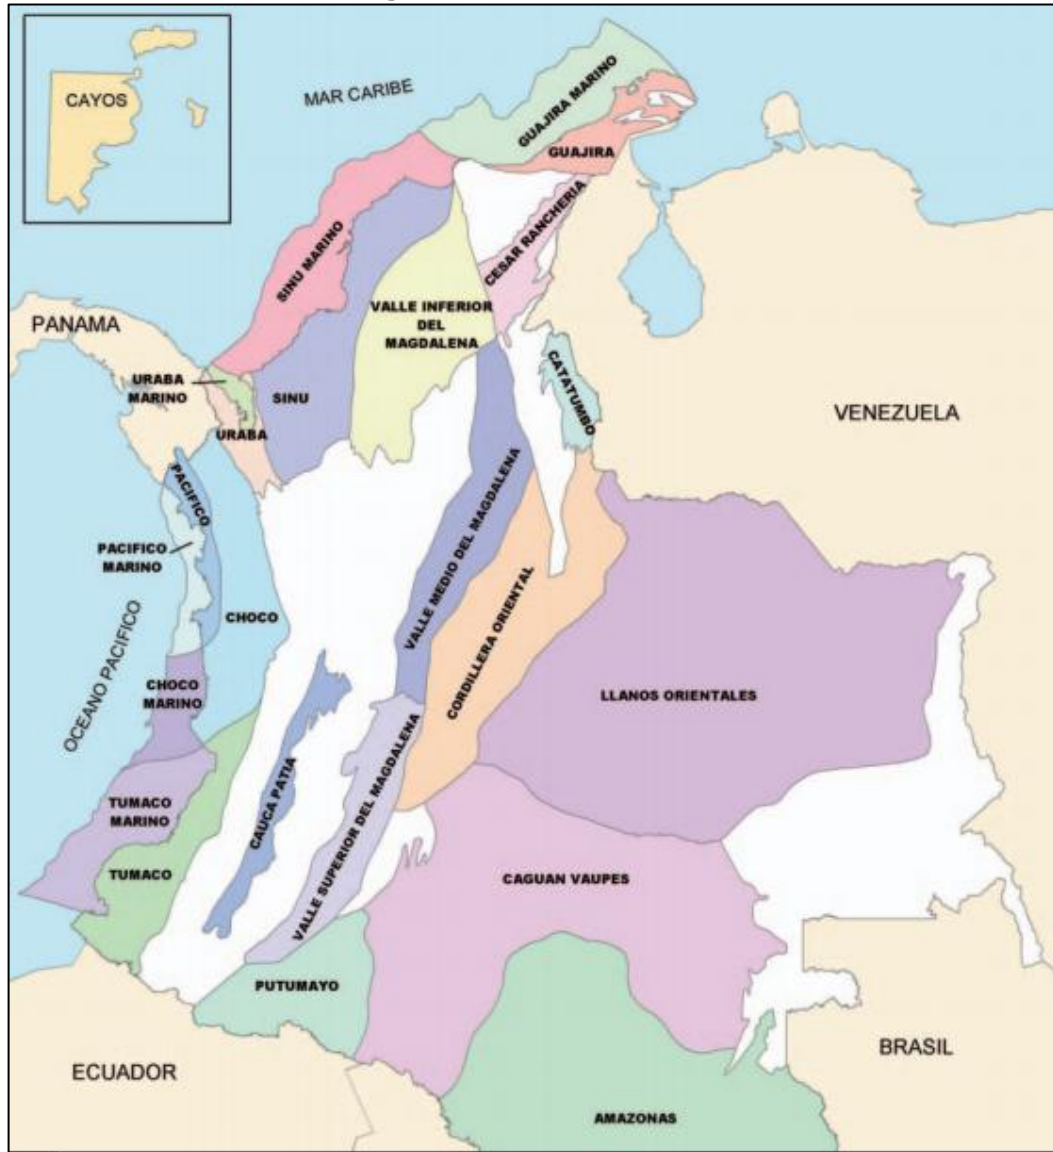 CAYOS
MAR CARIBE
GUAJIRA MARINO
GUAJIRA
CESAR RANCHERIA
SINU MARINO
VALLE INFERIOR
DEL
MAGDALENA
PANAMA
URABA
MARINO
SINU
URABA
CATATUMBO
VENEZUELA
PACIFICO
PACIFICO
MARINO
VALLE MEDIO DEL MAGDALENA
CHOCO
OCEANO PACIFICO
CORDILLERA ORIENTAL
CHOCO
MARINO
LLANOS ORIENTALES
TUMACO
MARINO
CAUCA PATIA
VALLE SUPERIOR DEL MAGDALENA
TUMACO
CAGUAN VAUPES
PUTUMAYO
ECUADOR
BRASIL
AMAZONAS